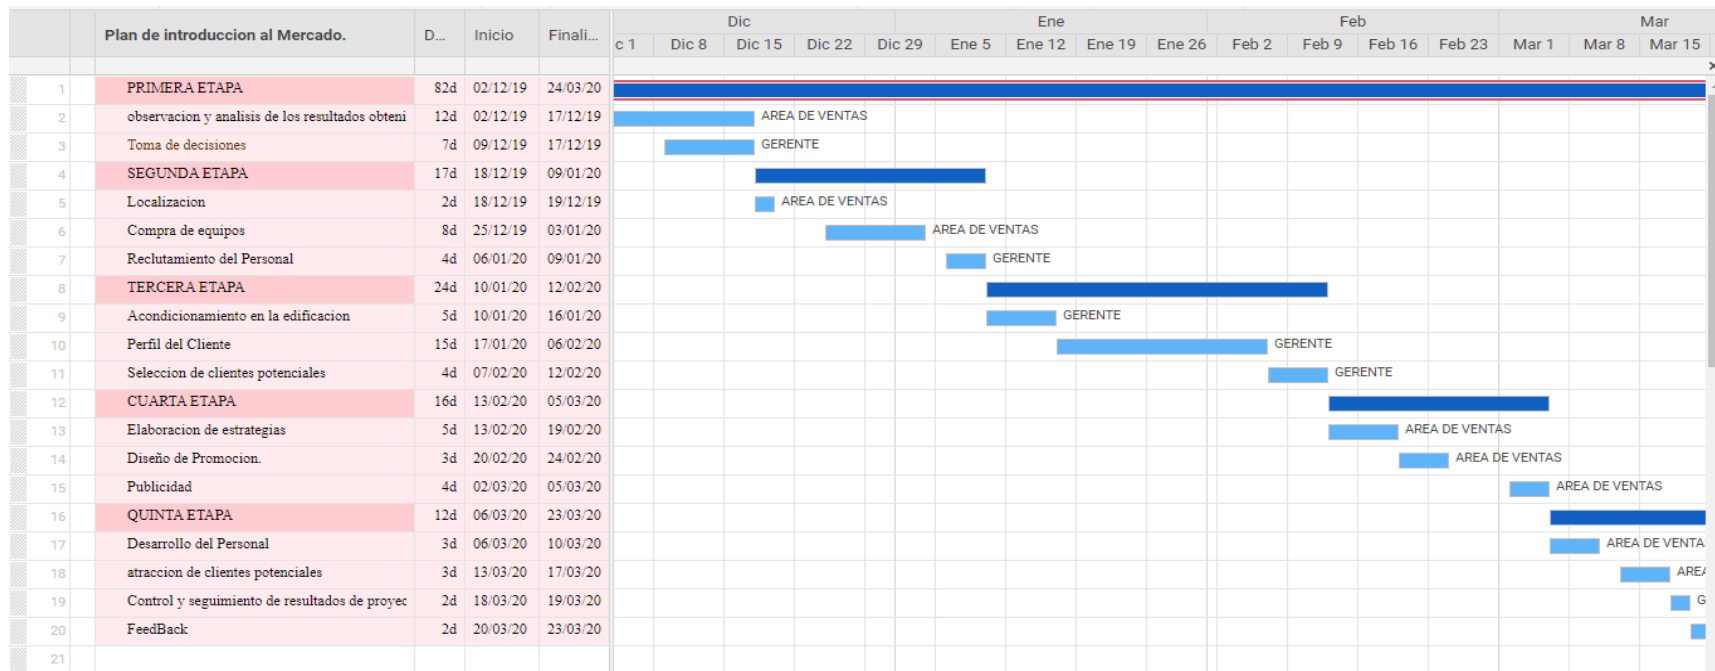 Plan de introduccion al Mercado. D... Inicio Finali... Dic Ene Feb Mar
c 1 Dic 8 Dic 15 Dic 22 Dic 29 Ene 5 Ene 12 Ene 19 Ene 26 Feb 2 Feb 9 Feb 16 Feb 23 Mar 1 Mar 8 Mar 15
1 PRIMERA ETAPA 82d 02/12/19 24/03/20
2 observacion y analisis de los resultados obteni 12d 02/12/19 17/12/19 AREA DE VENTAS
3 Toma de decisiones 7d 09/12/19 17/12/19 GERENTE
4 SEGUNDA ETAPA 17d 18/12/19 09/01/20
5 Localizacion 2d 18/12/19 19/12/19 AREA DE VENTAS
6 Compra de equipos 8d 25/12/19 03/01/20 AREA DE VENTAS
7 Reclutamiento del Personal 4d 06/01/20 09/01/20 GERENTE
8 TERCERA ETAPA 24d 10/01/20 12/02/20
9 Acondicionamiento en la edificacion 5d 10/01/20 16/01/20 GERENTE
10 Perfil del Cliente 15d 17/01/20 06/02/20 GERENTE
11 Seleccion de clientes potenciales 4d 07/02/20 12/02/20 GERENTE
12 CUARTA ETAPA 16d 13/02/20 05/03/20
13 Elaboracion de estrategias 5d 13/02/20 19/02/20 AREA DE VENTAS
14 Diseño de Promocion. 3d 20/02/20 24/02/20 AREA DE VENTAS
15 Publicidad 4d 02/03/20 05/03/20 AREA DE VENTAS
16 QUINTA ETAPA 12d 06/03/20 23/03/20
17 Desarrollo del Personal 3d 06/03/20 10/03/20 AREA DE VENTA
18 atraccion de clientes potenciales 3d 13/03/20 17/03/20 AREA
19 Control y seguimiento de resultados de proyec 2d 18/03/20 19/03/20 G
20 FeedBack 2d 20/03/20 23/03/20
21